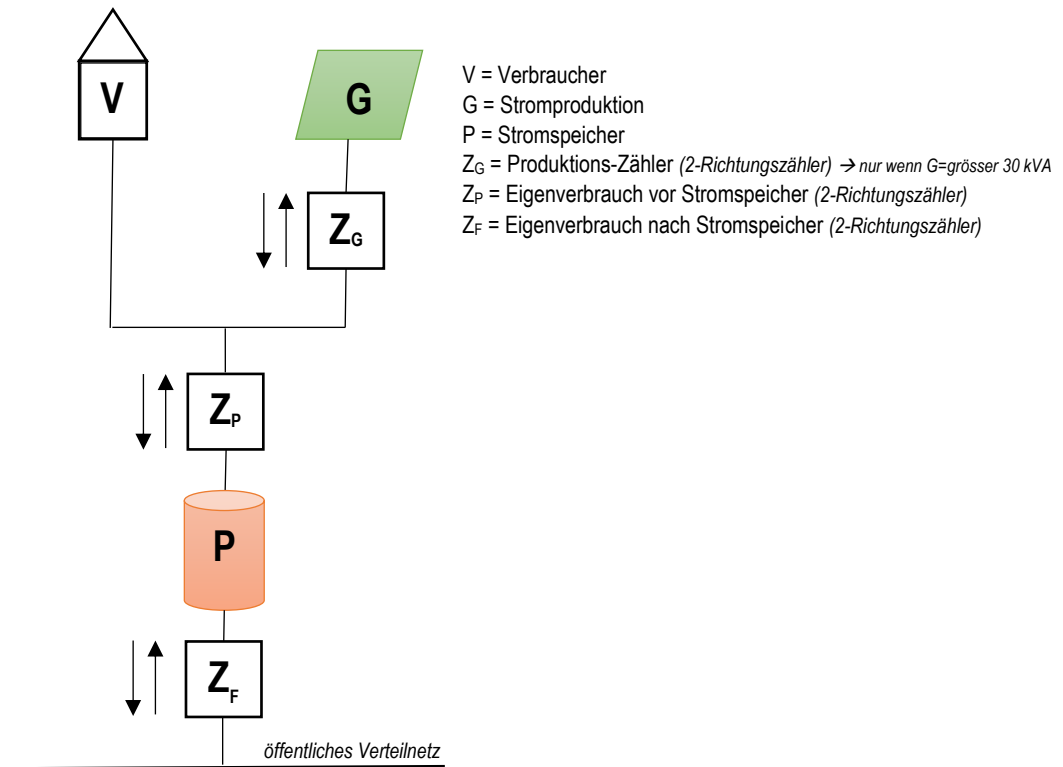 V
G
V = Verbraucher
G = Stromproduktion
P = Stromspeicher
Z_G = Produktions-Zähler (2-Richtungszähler) → nur wenn G=grösser 30 kVA
Z_P = Eigenverbrauch vor Stromspeicher (2-Richtungszähler)
Z_F = Eigenverbrauch nach Stromspeicher (2-Richtungszähler)
Z_G
Z_P
P
Z_F
öffentliches Verteilnetz